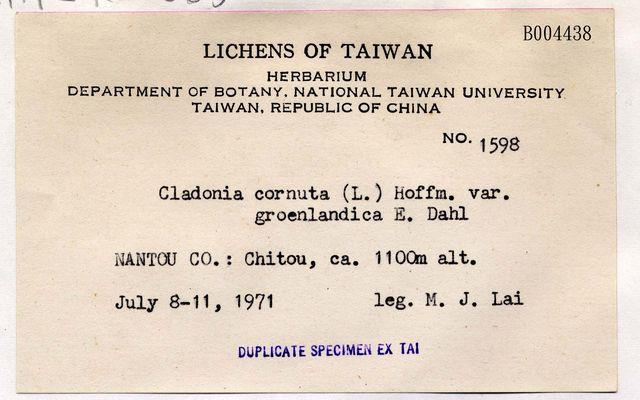 B004438
LICHENS OF TAIWAN
HERBARIUM
DEPARTMENT OF BOTANY, NATIONAL TAIWAN UNIVERSITY
TAIWAN, REPUBLIC OF CHINA
NO. 1598
Cladonia cornuta (L.) Hoffm. var.
groenlandica E. Dahl
NANTOU CO.: Chitou, ca. 1100m alt.
July 8-11, 1971 leg. M. J. Lai
DUPLICATE SPECIMEN EX TAI